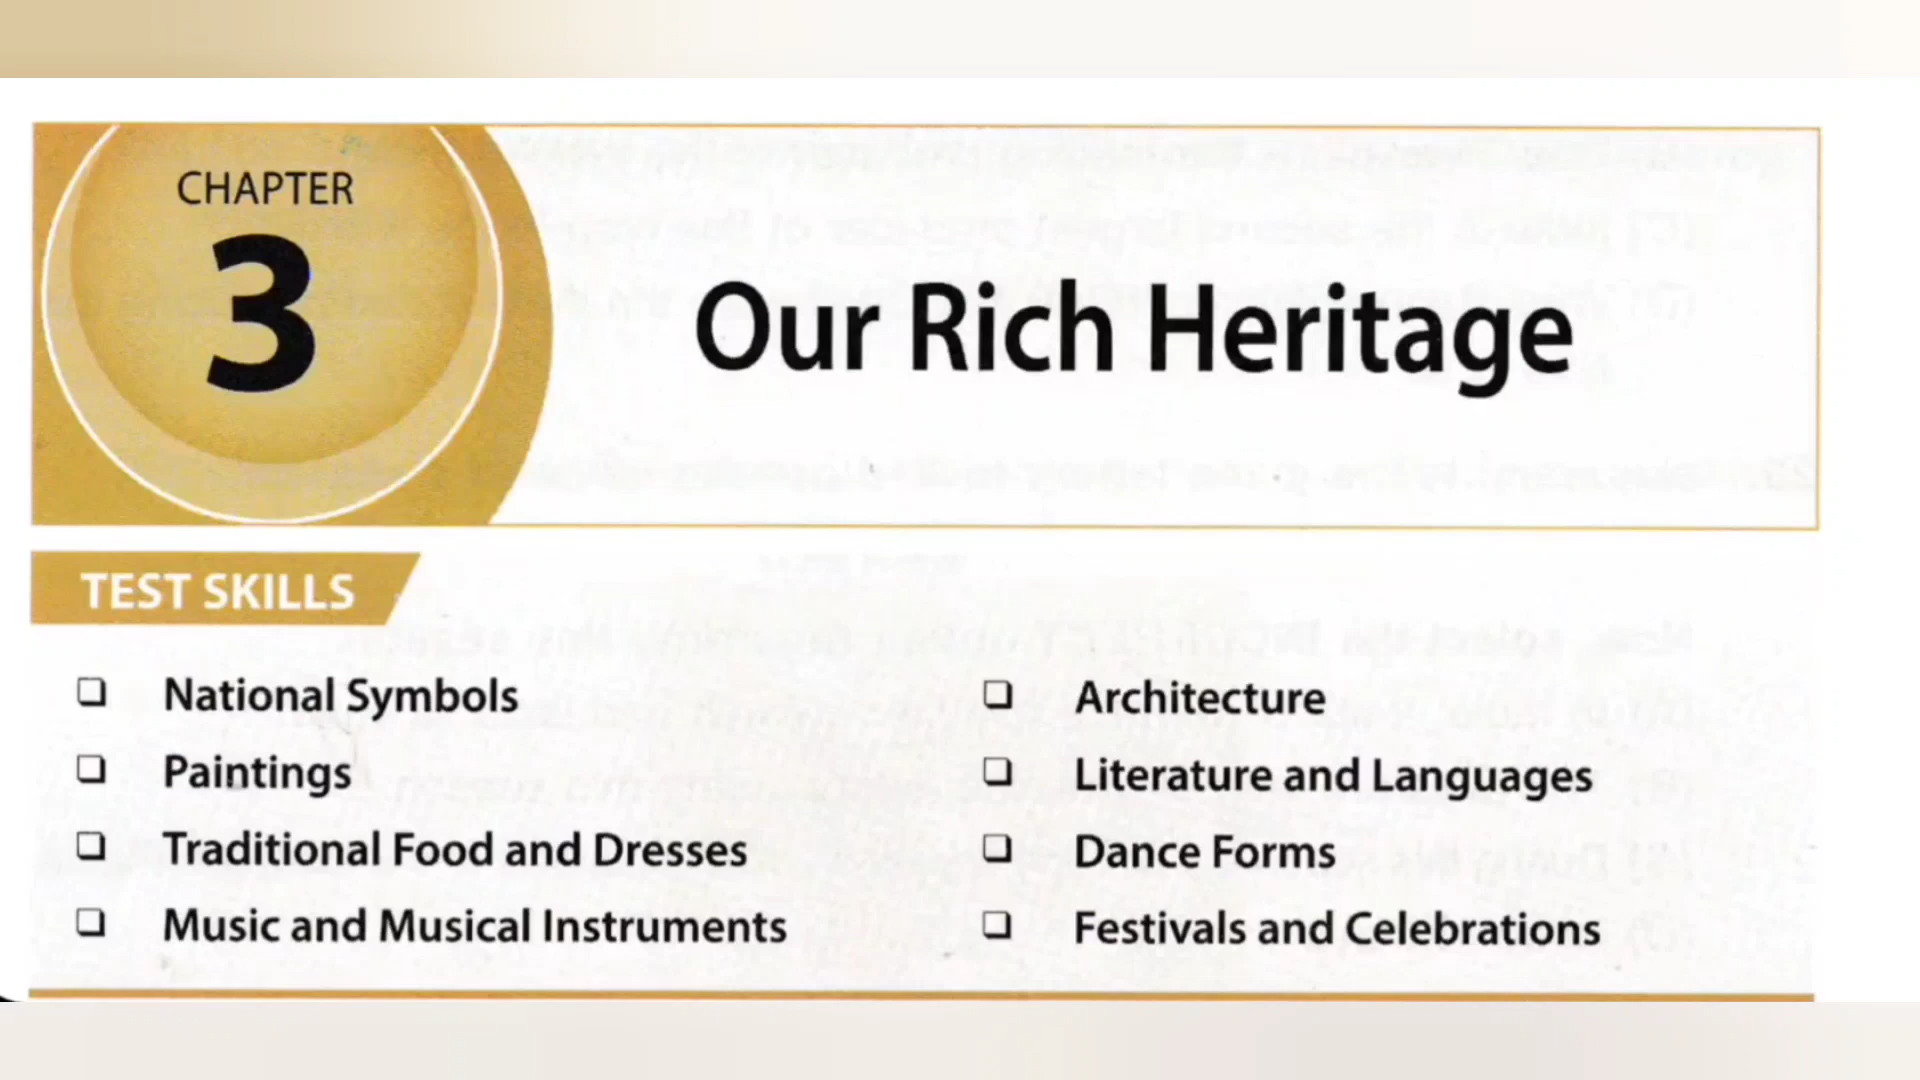 CHAPTER
3
Our Rich Heritage
TEST SKILLS
❏ National Symbols
❏ Paintings
❏ Traditional Food and Dresses
❏ Music and Musical Instruments
❏ Architecture
❏ Literature and Languages
❏ Dance Forms
❏ Festivals and Celebrations